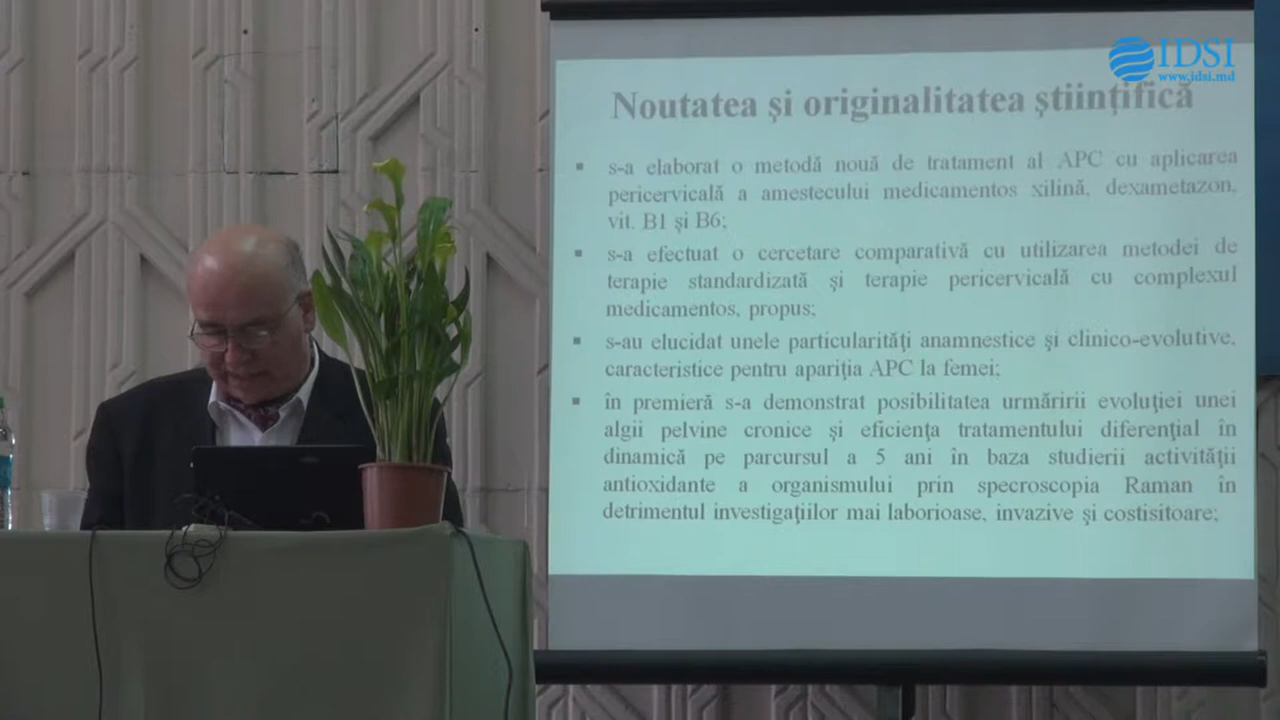 IDSI
www.idsi.md
Noutatea şi originalitatea ştiinţifică
▪ s-a elaborat o metodă nouă de tratament al APC cu aplicarea
pericervicală a amestecului medicamentos xilină, dexametazon,
vit. B1 şi B6;
▪ s-a efectuat o cercetare comparativă cu utilizarea metodei de
terapie standardizată şi terapie pericervicală cu complexul
medicamentos, propus;
▪ s-au elucidat unele particularităţi anamnestice şi clinico-evolutive,
caracteristice pentru apariţia APC la femei;
▪ în premieră s-a demonstrat posibilitatea urmăririi evoluţiei unei
algii pelvine cronice şi eficienţa tratamentului diferenţial în
dinamică pe parcursul a 5 ani în baza studierii activităţii
antioxidante a organismului prin specroscopia Raman în
detrimentul investigaţiilor mai laborioase, invazive şi costisitoare;